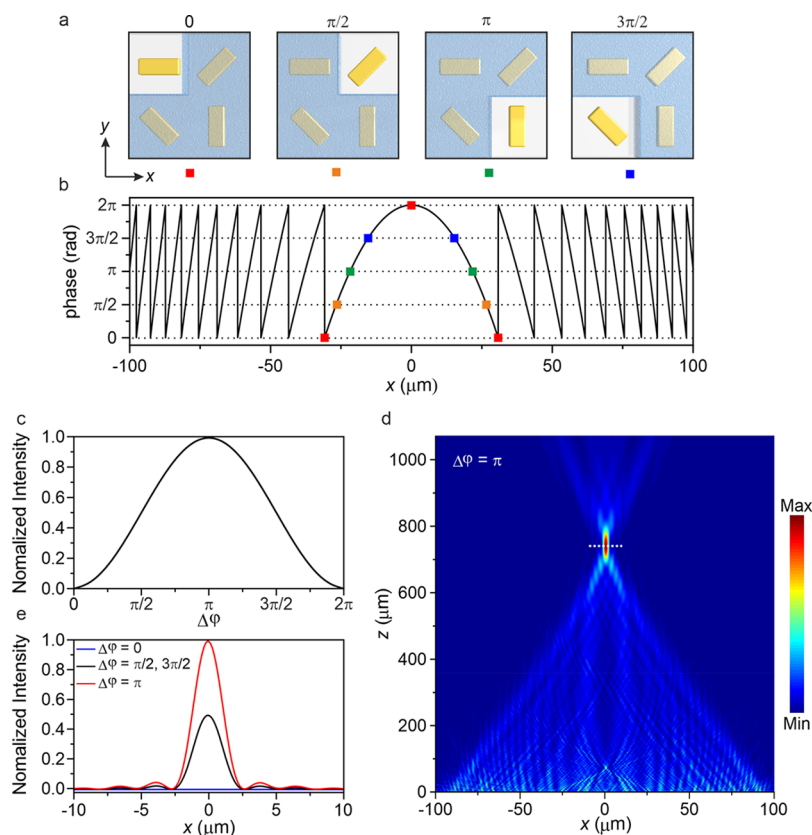 a
0 π/2 π 3π/2
y
x
b
2π
3π/2
π
π/2
0
phase (rad)
-100 -50 0 50 100
x (μm)
c
1.0
0.8
0.6
0.4
0.2
0.0
Normalized Intensity
0 π/2 π 3π/2 2π
Δφ
e
1.0
0.8
0.6
0.4
0.2
0.0
Nomalized Intensity
Δφ = 0
Δφ = π/2, 3π/2
Δφ = π
-10 -5 0 5 10
x (μm)
d
Δφ = π
1000
800
600
400
200
0
z (μm)
-100 -50 0 50 100
x (μm)
Max
Min